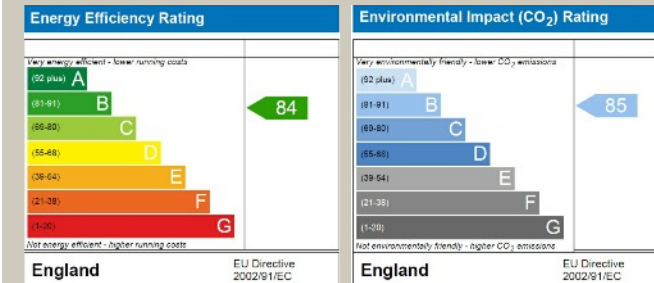 Energy Efficiency Rating
Very energy efficient - lower running costs
(92 plus) A
(81-91) B
(69-80) C
(55-68) D
(39-54) E
(21-38) F
(1-20) G
84
Not energy efficient - higher running costs
England
EU Directive
2002/91/EC
Environmental Impact (CO2) Rating
Very environmentally friendly - lower CO2 emissions
(92 plus) A
(81-91) B
(69-80) C
(55-68) D
(39-54) E
(21-38) F
(1-20) G
85
Not environmentally friendly - higher CO2 emissions
England
EU Directive
2002/91/EC